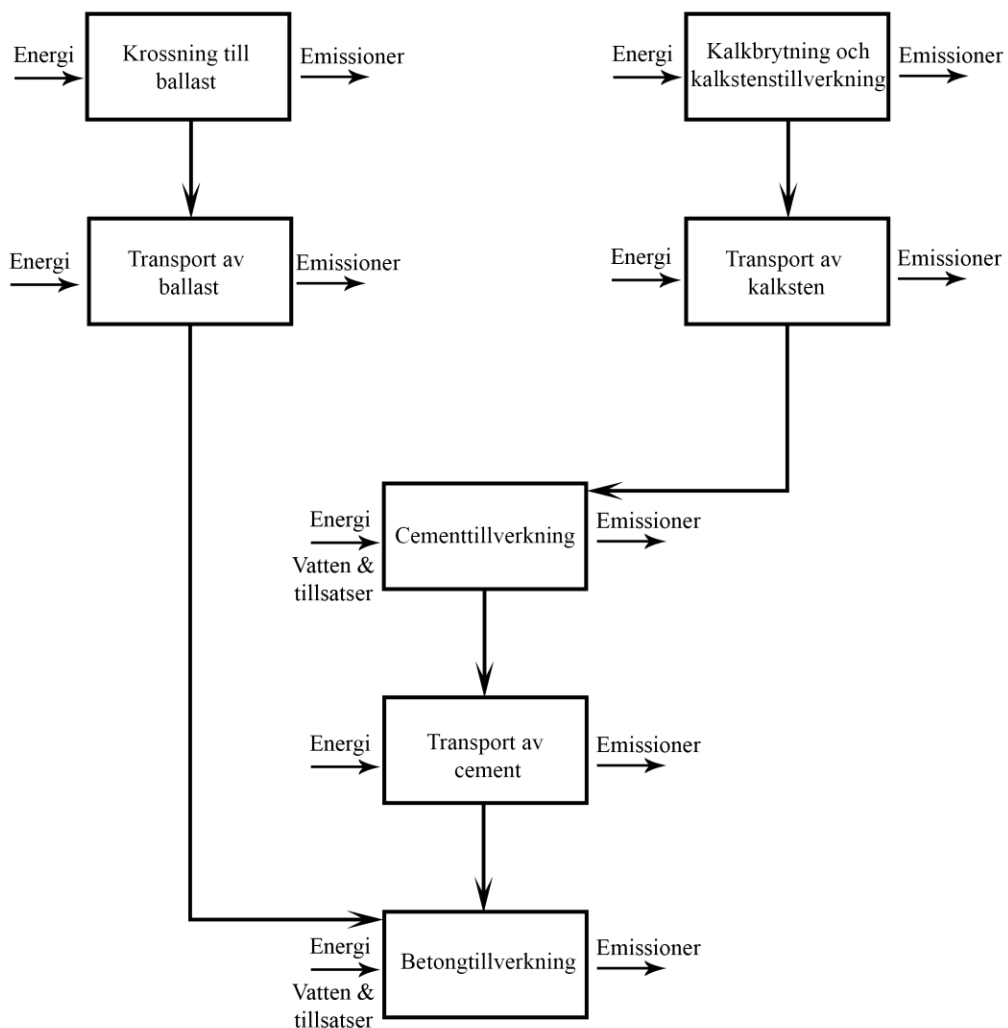 Energi
Krossning till
ballast
Emissioner
Energi
Kalkbrytning och
kalkstenstillverkning
Emissioner
Energi
Transport av
ballast
Emissioner
Energi
Transport av
kalksten
Emissioner
Energi
Vatten &
tillsatser
Cementtillverkning
Emissioner
Energi
Transport av
cement
Emissioner
Energi
Vatten &
tillsatser
Betongtillverkning
Emissioner